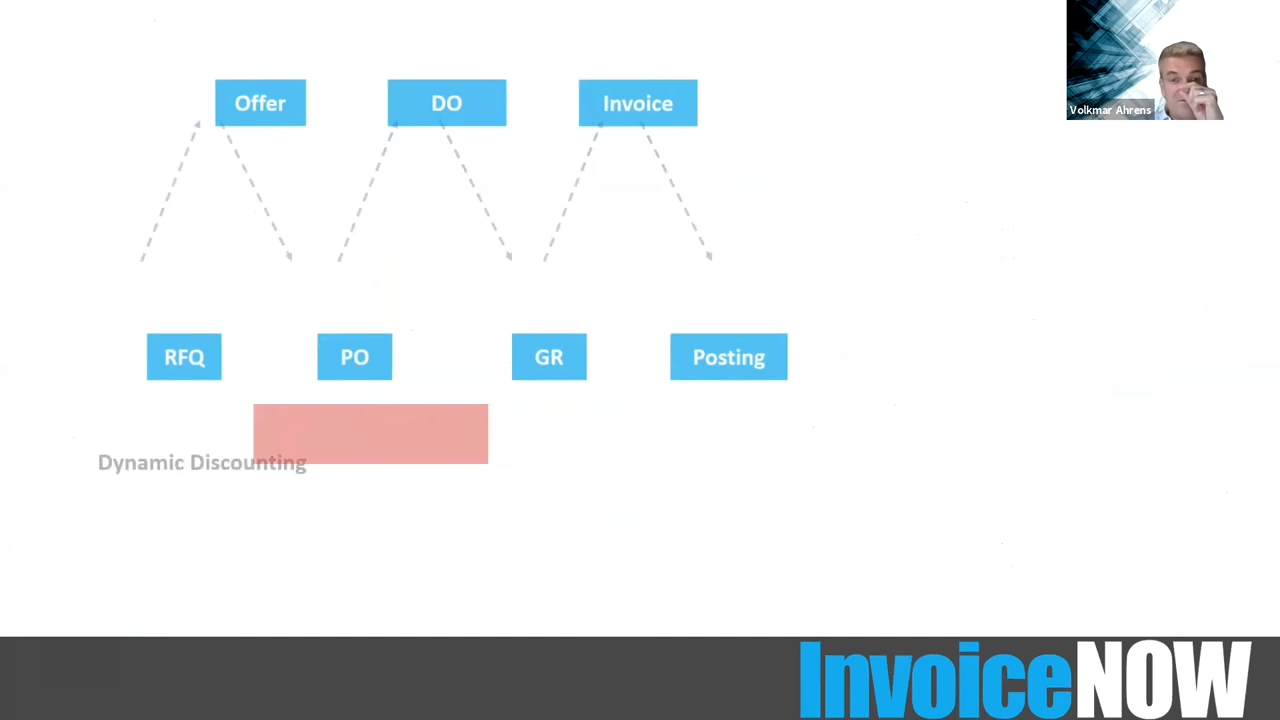 Offer
DO
Invoice
Volkmar Ahrens
RFQ
PO
GR
Posting
Dynamic Discounting
InvoiceNOW